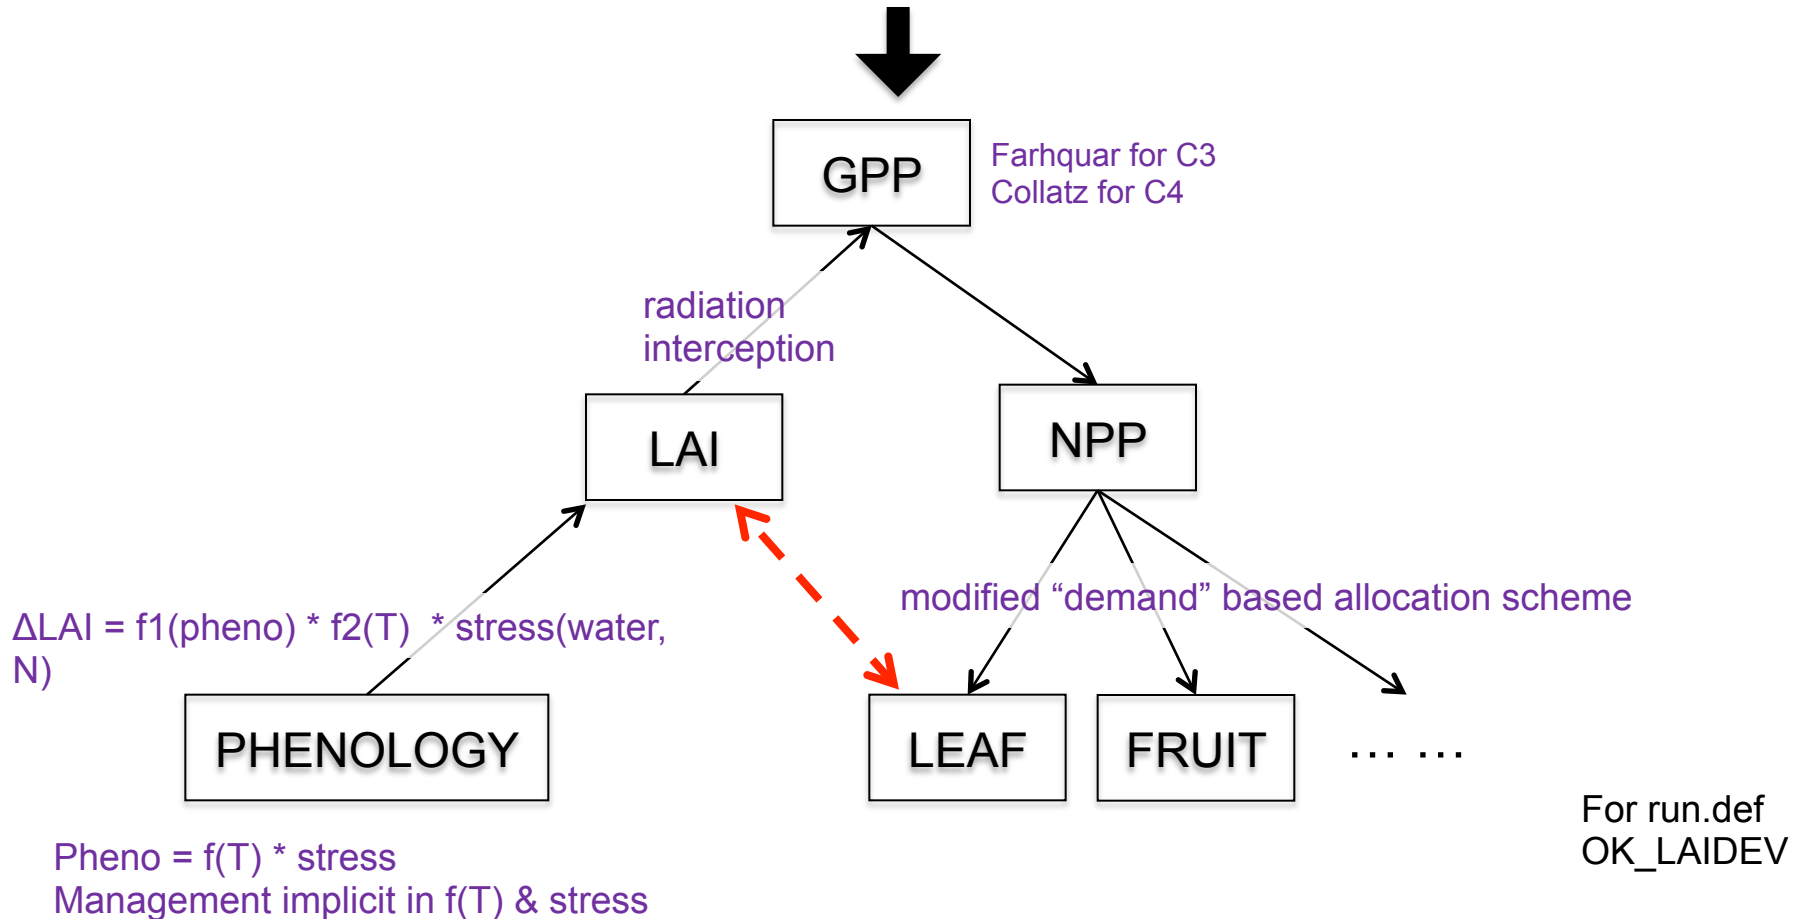 GPP
Farhquar for C3
Collatz for C4
radiation
interception
LAI
NPP
modified “demand” based allocation scheme
ΔLAI = f1(pheno) * f2(T) * stress(water,
N)
PHENOLOGY
LEAF
FRUIT
... ...
For run.def
OK_LAIDEV
Pheno = f(T) * stress
Management implicit in f(T) & stress